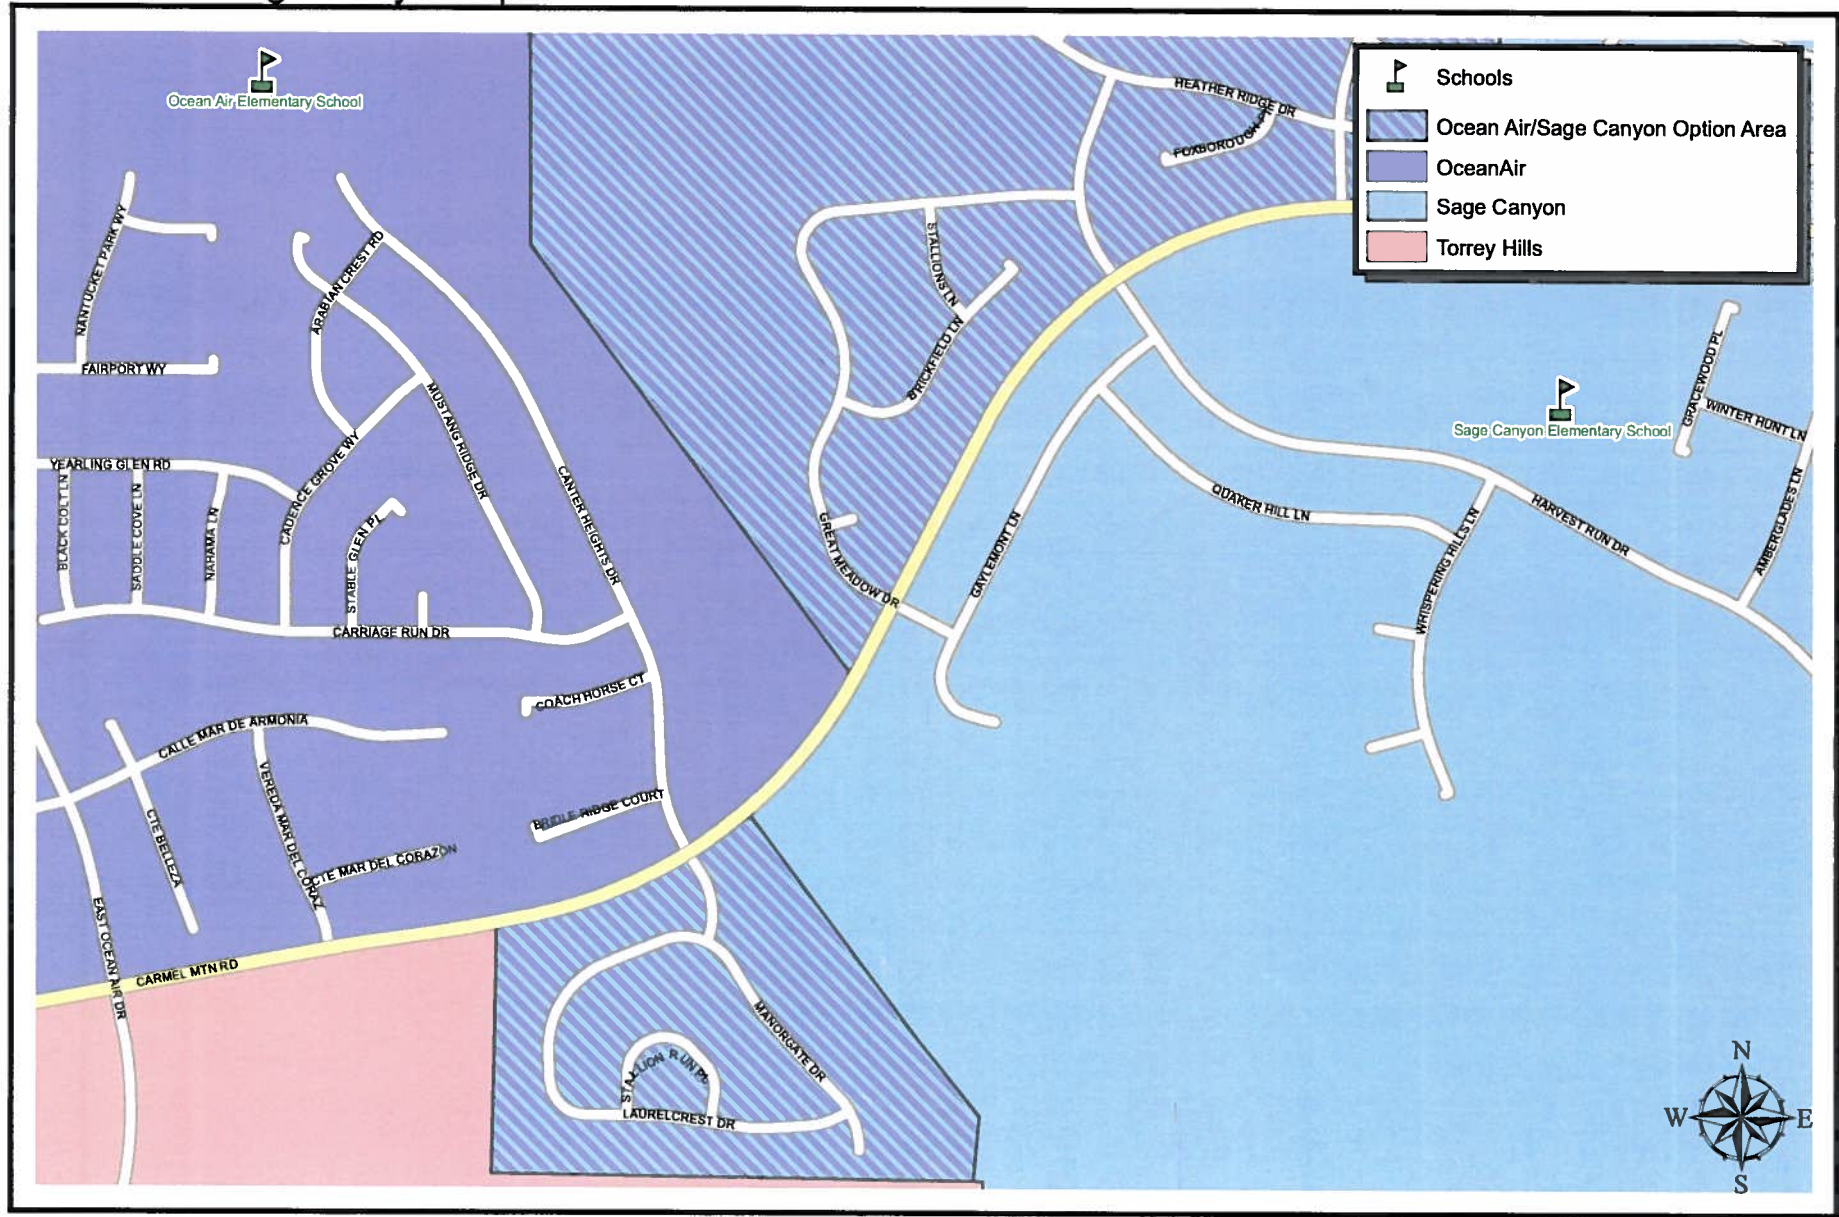 Ocean Air Elementary School
HEATHER RIDGE DR
FOXBOROUGH
Schools
Ocean Air/Sage Canyon Option Area
OceanAir
Sage Canyon
Torrey Hills
NANTUCKET PARK WY
ARABIAN CREST RD
STALLIONS LN
BRICKFIELD LN
FAIRPORT WY
GRACEWOOD PL
WINTER HUNT LN
Sage Canyon Elementary School
MUSTANG RIDGE DR
YEARLING GLEN RD
CADENCE GROVE WY
CANTER HEIGHTS DR
BLACK COLT LN
SADDLE COVE LN
NAHAMA LN
STABLE GLEN PL
GREAT MEADOW DR
GAYLEMONT LN
QUAKER HILL LN
WHISPERING HILLS LN
HARVEST RUN DR
AMBERGLADES LN
CARRIAGE RUN DR
COACH HORSE CT
CALLE MAR DE ARMONIA
VEREDA MAR DEL CORAZ
CTE BELLEZA
BRIDLE RIDGE COURT
CTE MAR DEL CORAZON
EAST OCEAN AIR DR
CARMEL MTN RD
MANORGATE DR
STALLION RUN PL
LAURELCREST DR
N
W E
S